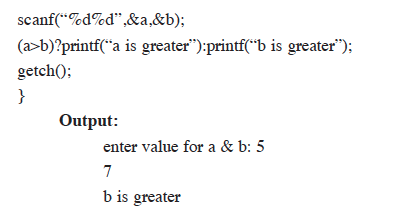 scanf(“%d%d”,&a,&b);
(a>b)?printf(“a is greater”):printf(“b is greater”);
getch();
}
Output:
enter value for a & b: 5
7
b is greater